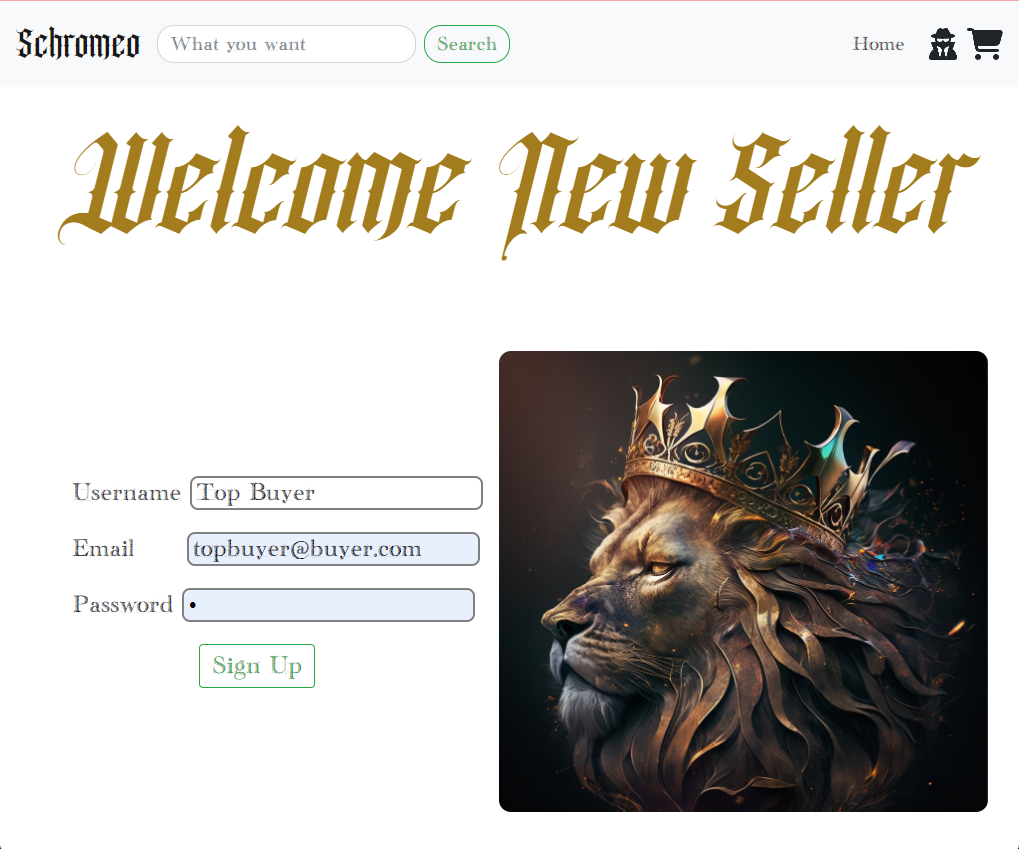 Schromeo What you want Search Home
Welcome New Seller
Username Top Buyer
Email topbuyer@buyer.com
Password •
Sign Up